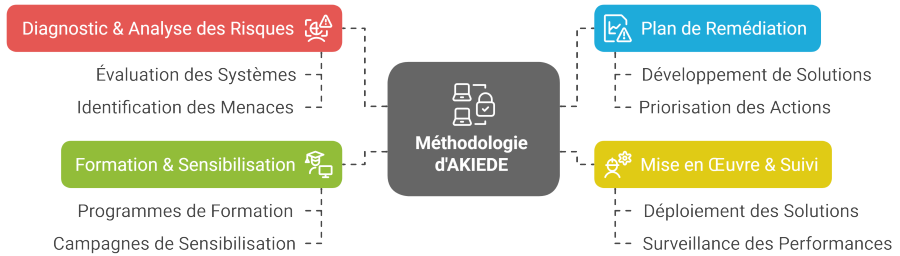 Diagnostic & Analyse des Risques
Évaluation des Systèmes
Identification des Menaces
Formation & Sensibilisation
Programmes de Formation
Campagnes de Sensibilisation
Méthodologie
d'AKIEDE
Plan de Remédiation
Développement de Solutions
Priorisation des Actions
Mise en Œuvre & Suivi
Déploiement des Solutions
Surveillance des Performances